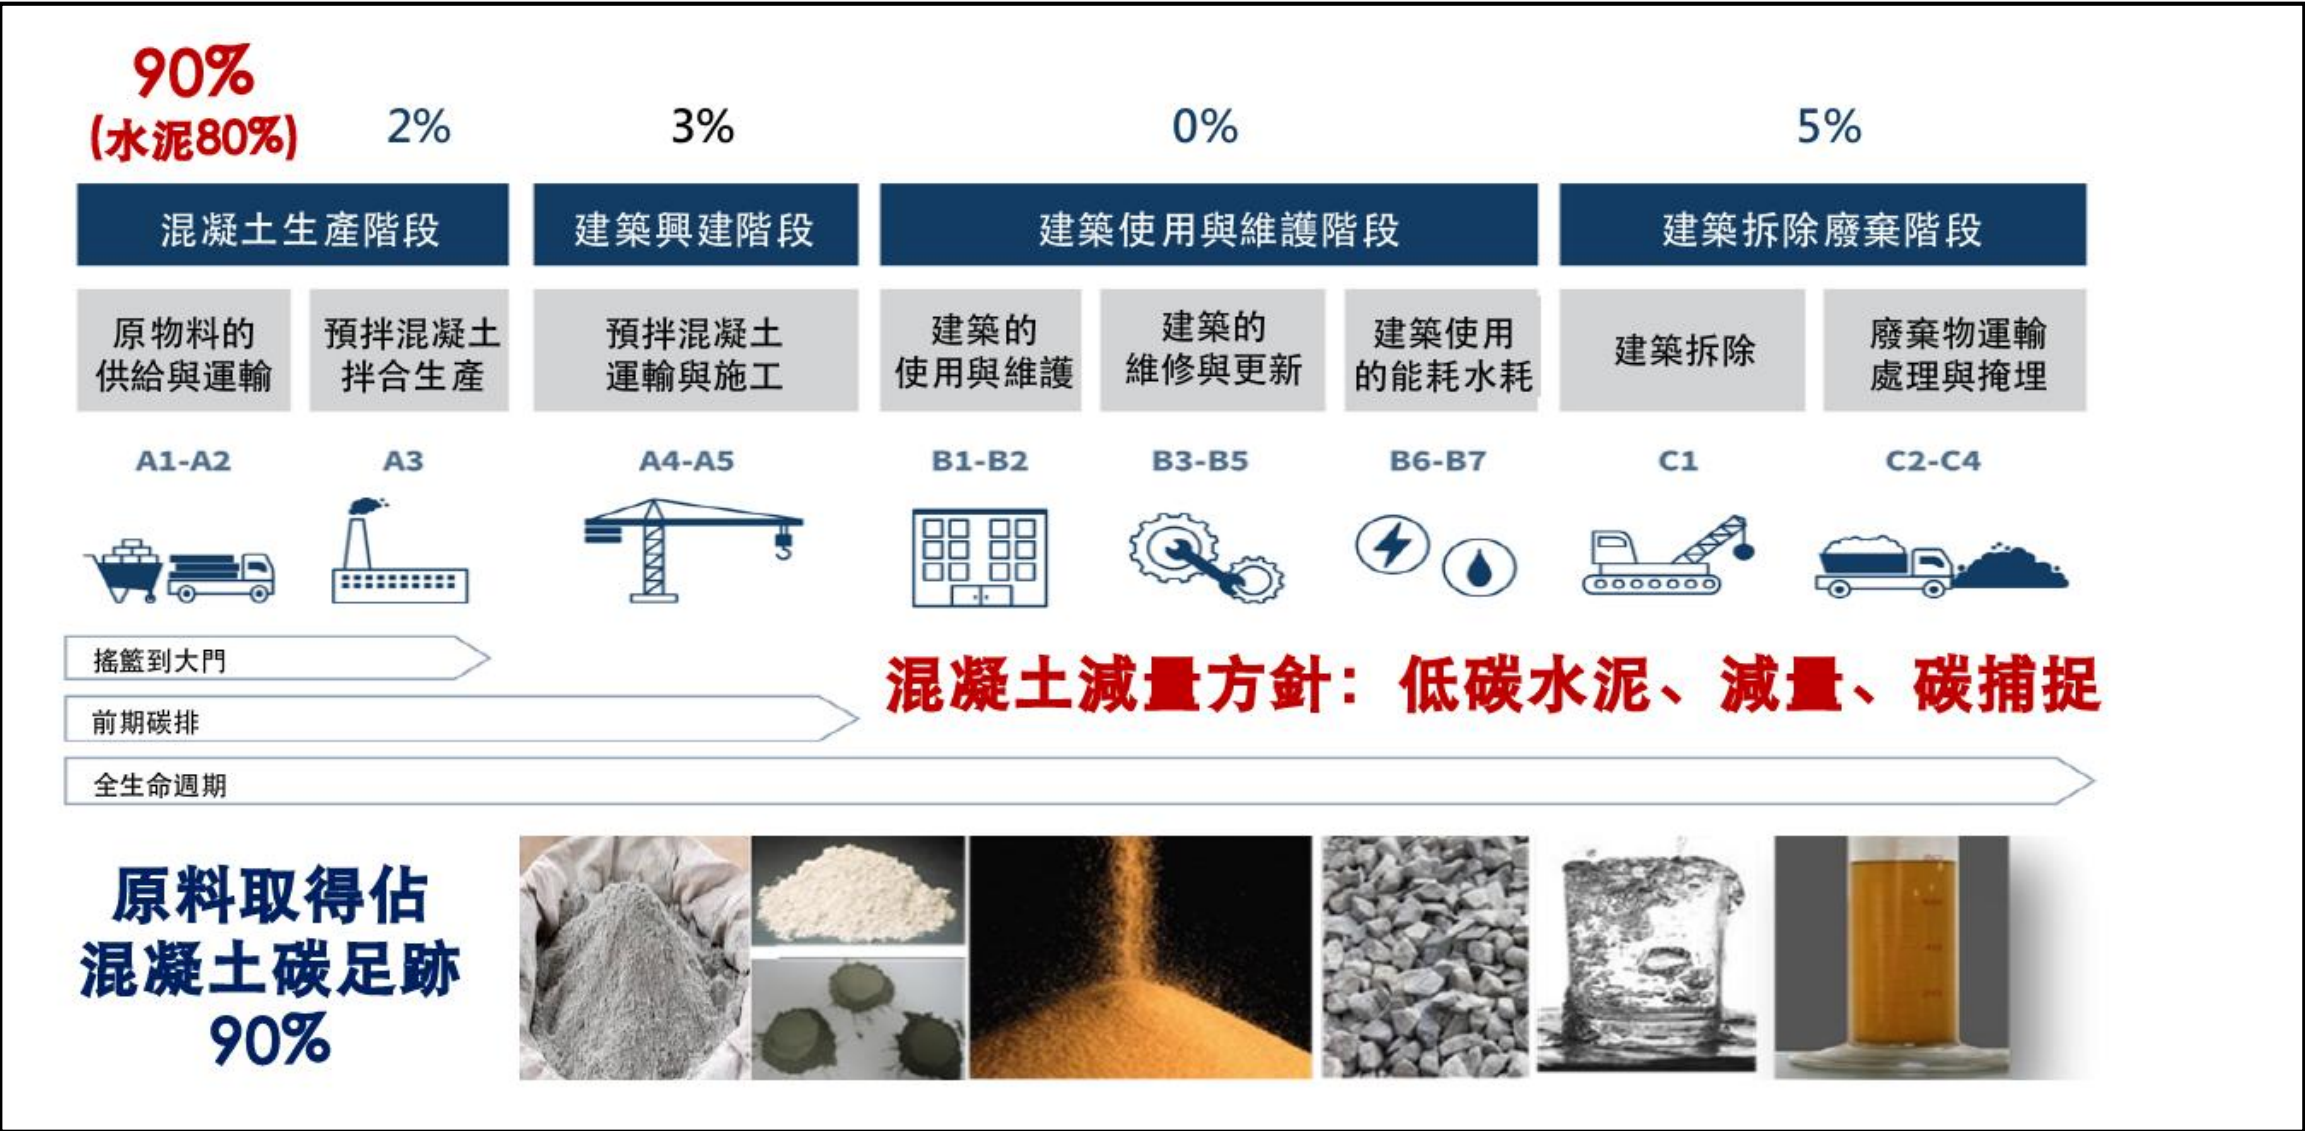 90%
(水泥80%)
2%
3%
0%
5%
混凝土生產階段
建築興建階段
建築使用與維護階段
建築拆除廢棄階段
原物料的
供給與運輸
預拌混凝土
拌合生產
預拌混凝土
運輸與施工
建築的
使用與維護
建築的
維修與更新
建築使用
的能耗水耗
建築拆除
廢棄物運輸
處理與掩埋
A1-A2
A3
A4-A5
B1-B2
B3-B5
B6-B7
C1
C2-C4
搖籃到大門
前期碳排
全生命週期
混凝土減量方針：低碳水泥、減量、碳捕捉
原料取得佔
混凝土碳足跡
90%